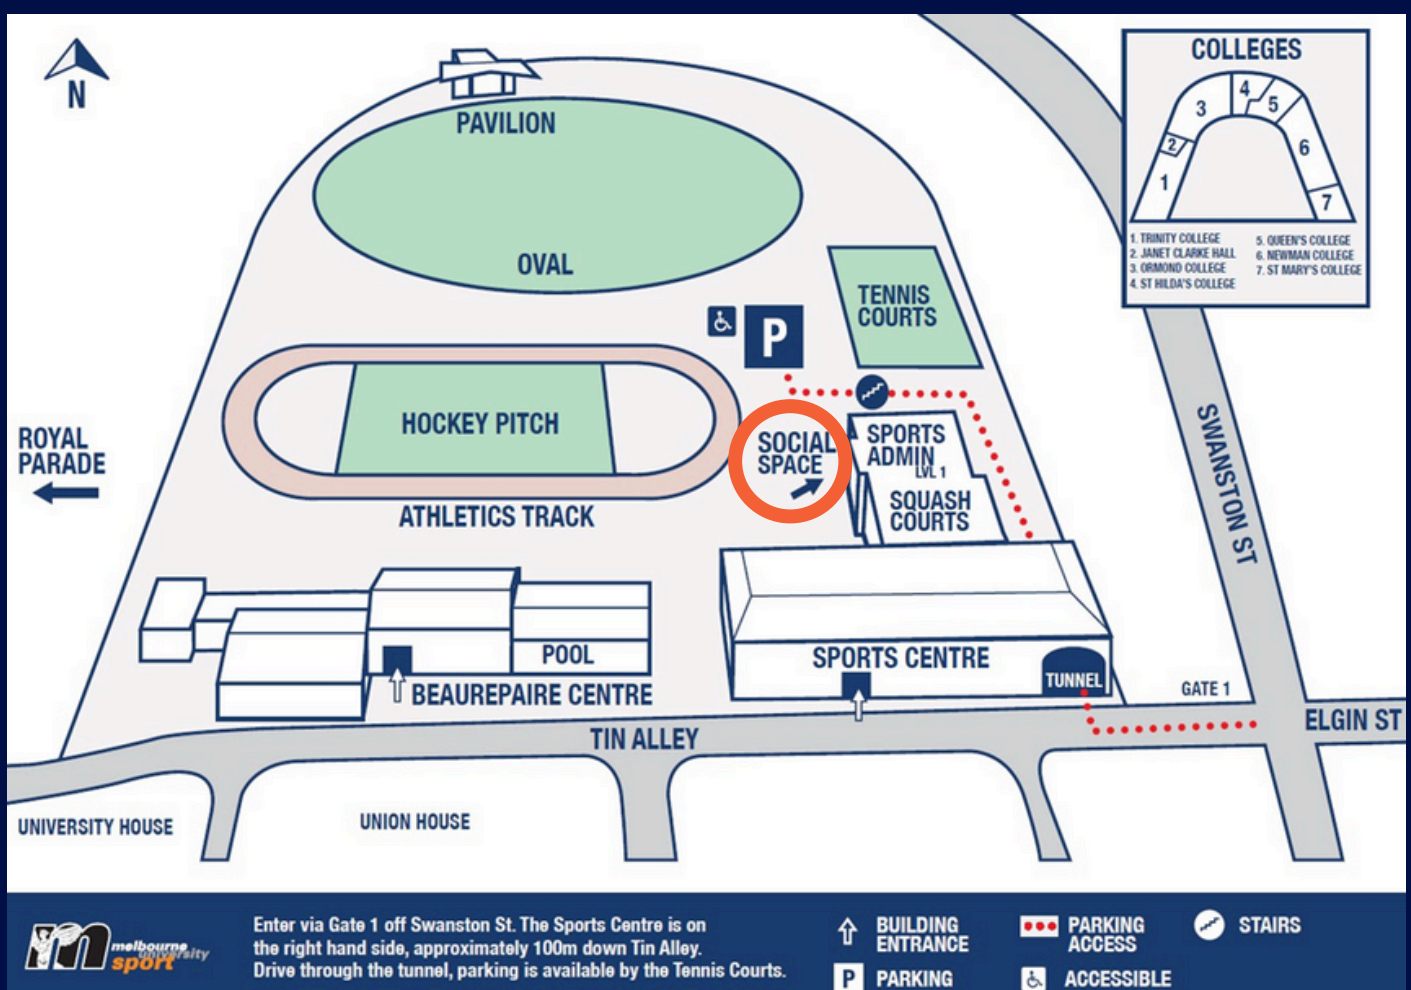 N
PAVILION
OVAL
TENNIS
COURTS
P
HOCKEY PITCH
ATHLETICS TRACK
ROYAL
PARADE
SOCIAL
SPACE
SPORTS
ADMIN
LVL 1
SQUASH
COURTS
SWANSTON ST
COLLEGES
1
2
3
4
5
6
7
1. TRINITY COLLEGE
2. JANET CLARKE HALL
3. ORMOND COLLEGE
4. ST HILDA'S COLLEGE
5. QUEEN'S COLLEGE
6. NEWMAN COLLEGE
7. ST MARY'S COLLEGE
POOL
BEAUREPAIRE CENTRE
SPORTS CENTRE
TUNNEL
GATE 1
ELGIN ST
TIN ALLEY
UNIVERSITY HOUSE
UNION HOUSE
m
melbourne
university
sport
Enter via Gate 1 off Swanston St. The Sports Centre is on
the right hand side, approximately 100m down Tin Alley.
Drive through the tunnel, parking is available by the Tennis Courts.
BUILDING
ENTRANCE
P PARKING
PARKING
ACCESS
ACCESSIBLE
STAIRS